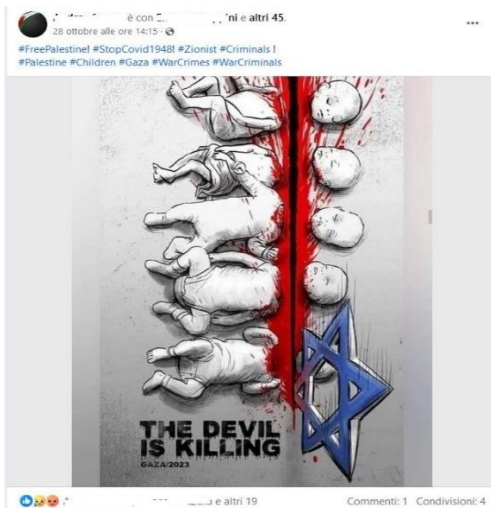 è con
e altri 45.
28 ottobre alle ore 14:15
#FreePalestine! #StopCovid1948! #Zionist #Criminals !
#Palestine #Children #Gaza #WarCrimes #WarCriminals
THE DEVIL
IS KILLING
GAZA/2023
e altri 19
Commenti: 1 Condivisioni: 4